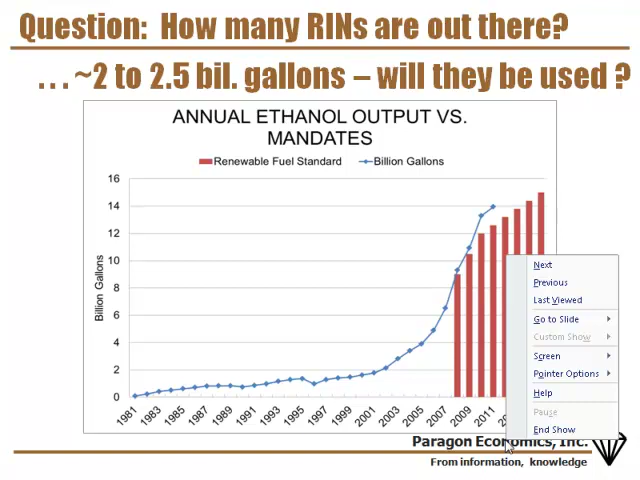 Question:  How many RINs are out there?
. . . ~2 to 2.5 bil. gallons – will they be used ?
ANNUAL ETHANOL OUTPUT VS.
MANDATES
Renewable Fuel Standard
Billion Gallons
16
14
12
10
8
6
4
2
0
Billion Gallons
1981
1983
1985
1987
1989
1991
1993
1995
1997
1999
2001
2003
2005
2007
2009
2011
Next
Previous
Last Viewed
Go to Slide
Custom Show
Screen
Pointer Options
Help
Pause
End Show
Paragon Economics, Inc.
From information,  knowledge